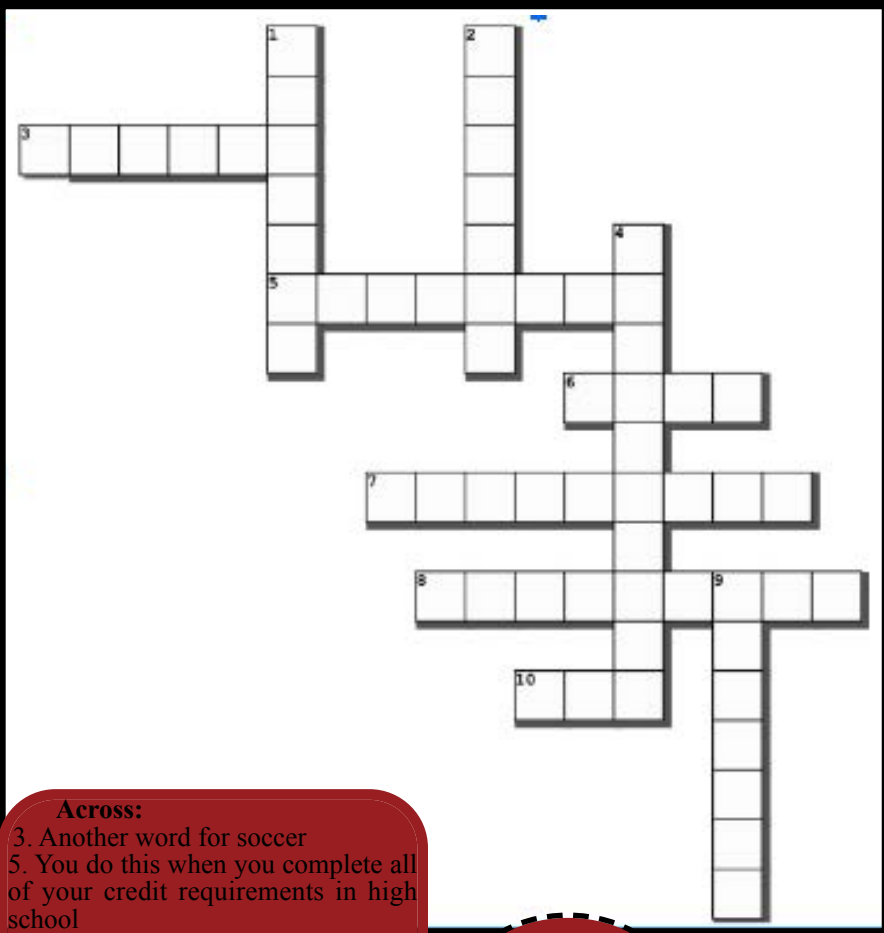 1
2
3
4
5
6
7
8
9
10
Across:
3. Another word for soccer
5. You do this when you complete all
of your credit requirements in high
school